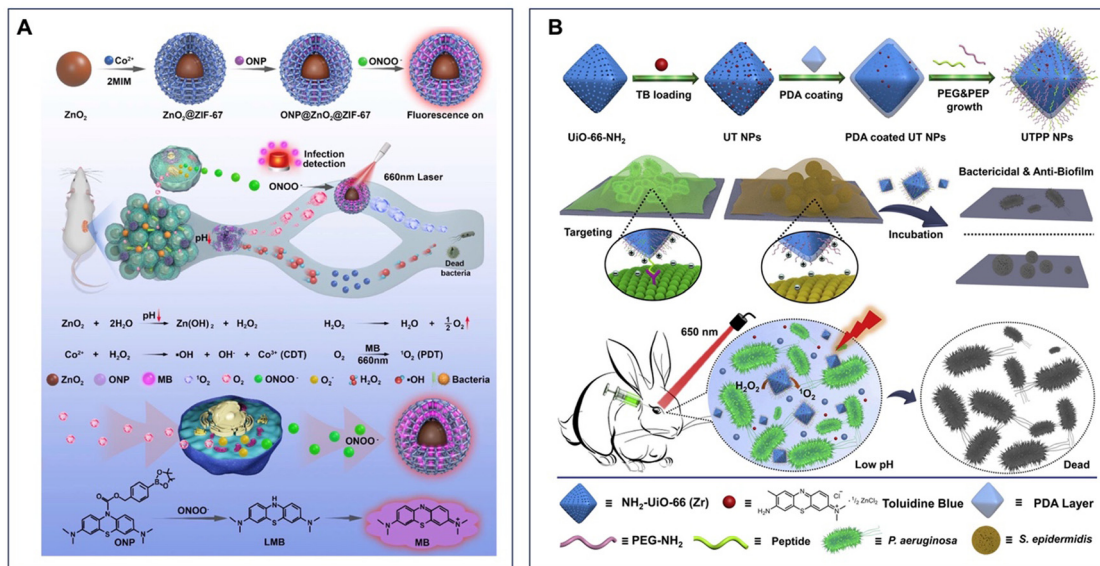 A
Co²⁺
2MIM
ONP
ONOO⁻
ZnO₂
ZnO₂@ZIF-67
ONP@ZnO₂@ZIF-67
Fluorescence on
Infection
detection
ONOO⁻
660nm Laser
pH
Dead
bacteria
ZnO₂ + 2H₂O pH Zn(OH)₂ + H₂O₂
H₂O₂ H₂O + ½O₂
Co²⁺ + H₂O₂ •OH + OH⁻ + Co³⁺ (CDT)
O₂ MB 660nm ¹O₂ (PDT)
ZnO₂ ONP MB ¹O₂ O₂ ONOO⁻ O₂⁻ H₂O₂ •OH Bacteria
ONOO⁻
O
O
B
O
O
N
N
S
N
ONP
ONOO⁻
H
N
N
S
N
LMB
N
N
S
N⁺
MB
B
TB loading
PDA coating
PEG&PEP
growth
UiO-66-NH₂
UT NPs
PDA coated UT NPs
UTPP NPs
Bactericidal & Anti-Biofilm
Targeting
Incubation
650 nm
H₂O₂
¹O₂
Low pH
Dead
≡ NH₂-UiO-66 (Zr)
≡ H₂N S N N⁺ Cl⁻ · ½ ZnCl₂ Toluidine Blue
≡ PDA Layer
≡ PEG-NH₂
≡ Peptide
≡ P. aeruginosa
≡ S. epidermidis